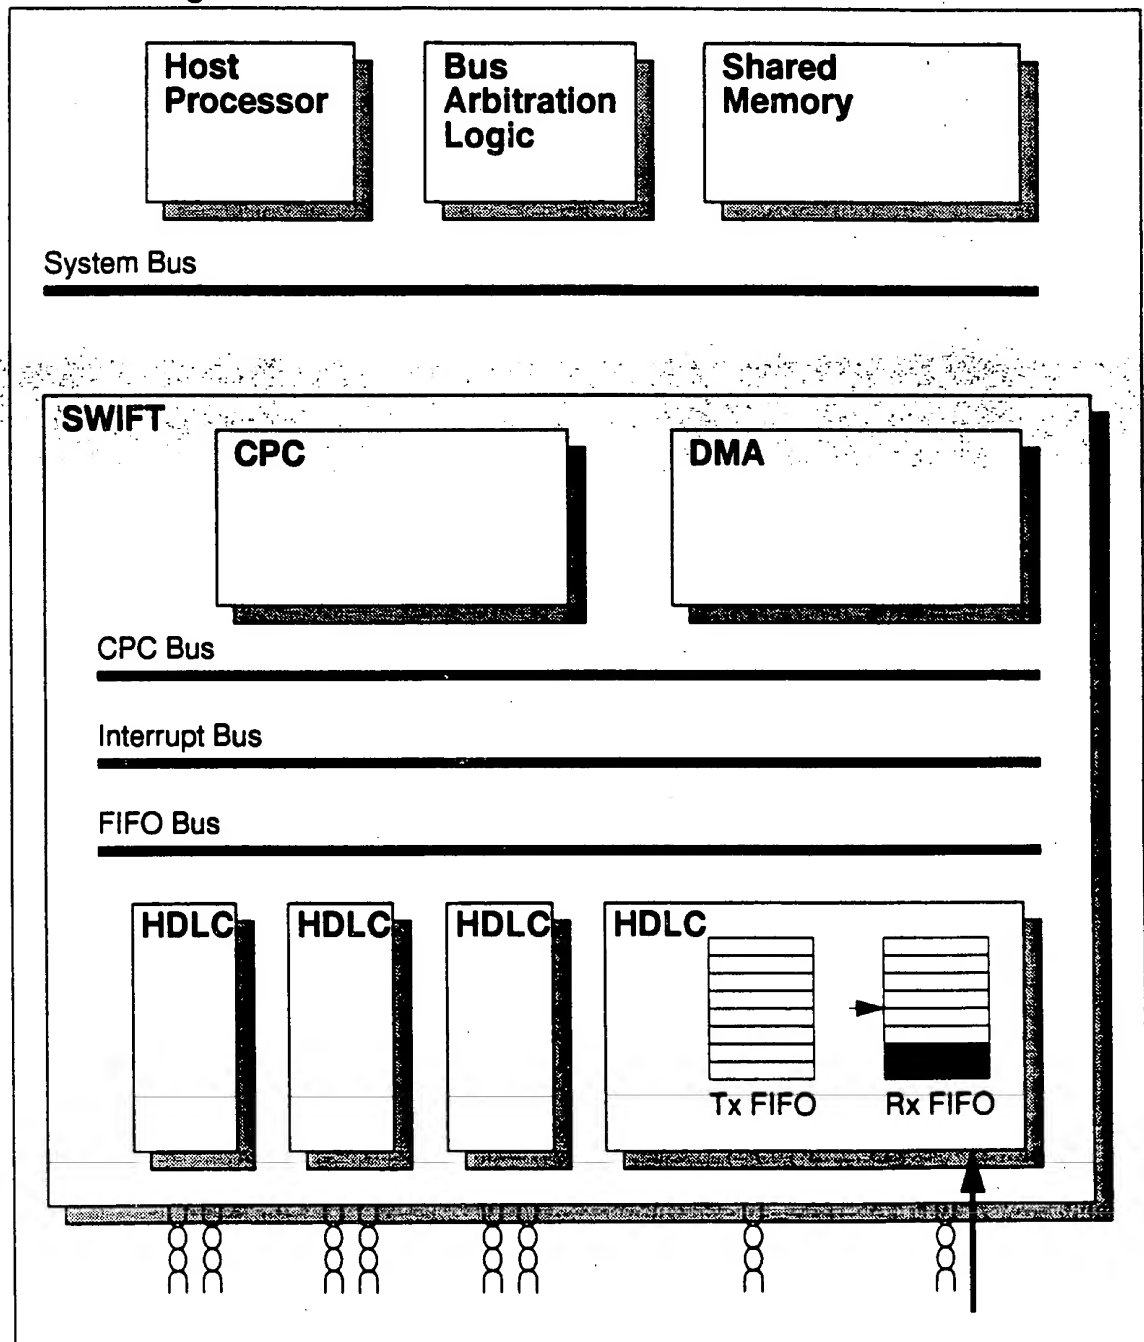 Host
Processor
Bus
Arbitration
Logic
Shared
Memory
System Bus
SWIFT
CPC
DMA
CPC Bus
Interrupt Bus
FIFO Bus
HDLC
HDLC
HDLC
HDLC
Tx FIFO
Rx FIFO